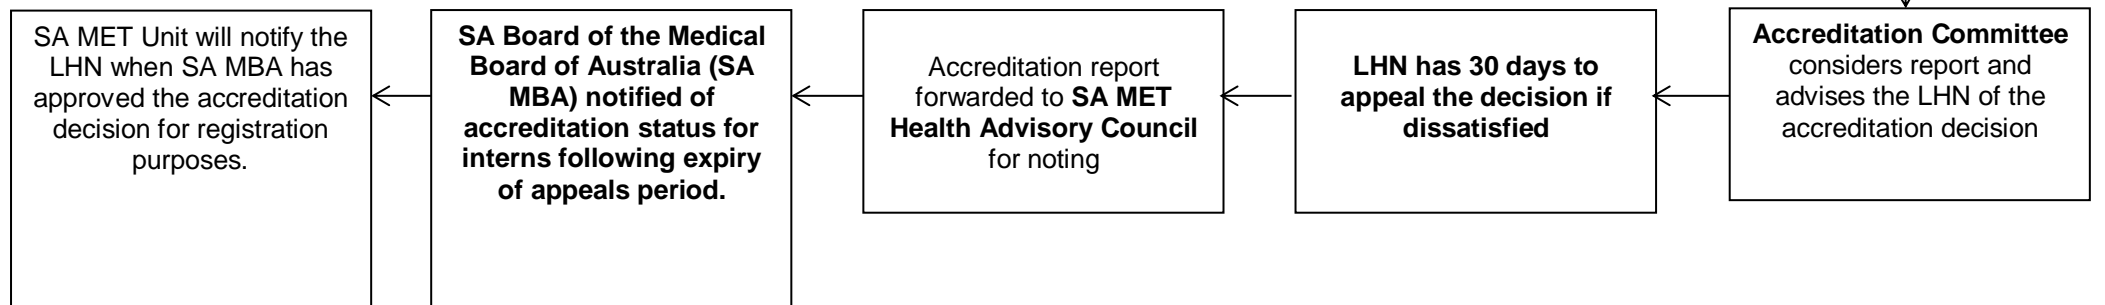 SA MET Unit will notify the
LHN when SA MBA has
approved the accreditation
decision for registration
purposes.
SA Board of the Medical
Board of Australia (SA
MBA) notified of
accreditation status for
interns following expiry
of appeals period.
Accreditation report
forwarded to SA MET
Health Advisory Council
for noting
LHN has 30 days to
appeal the decision if
dissatisfied
Accreditation Committee
considers report and
advises the LHN of the
accreditation decision